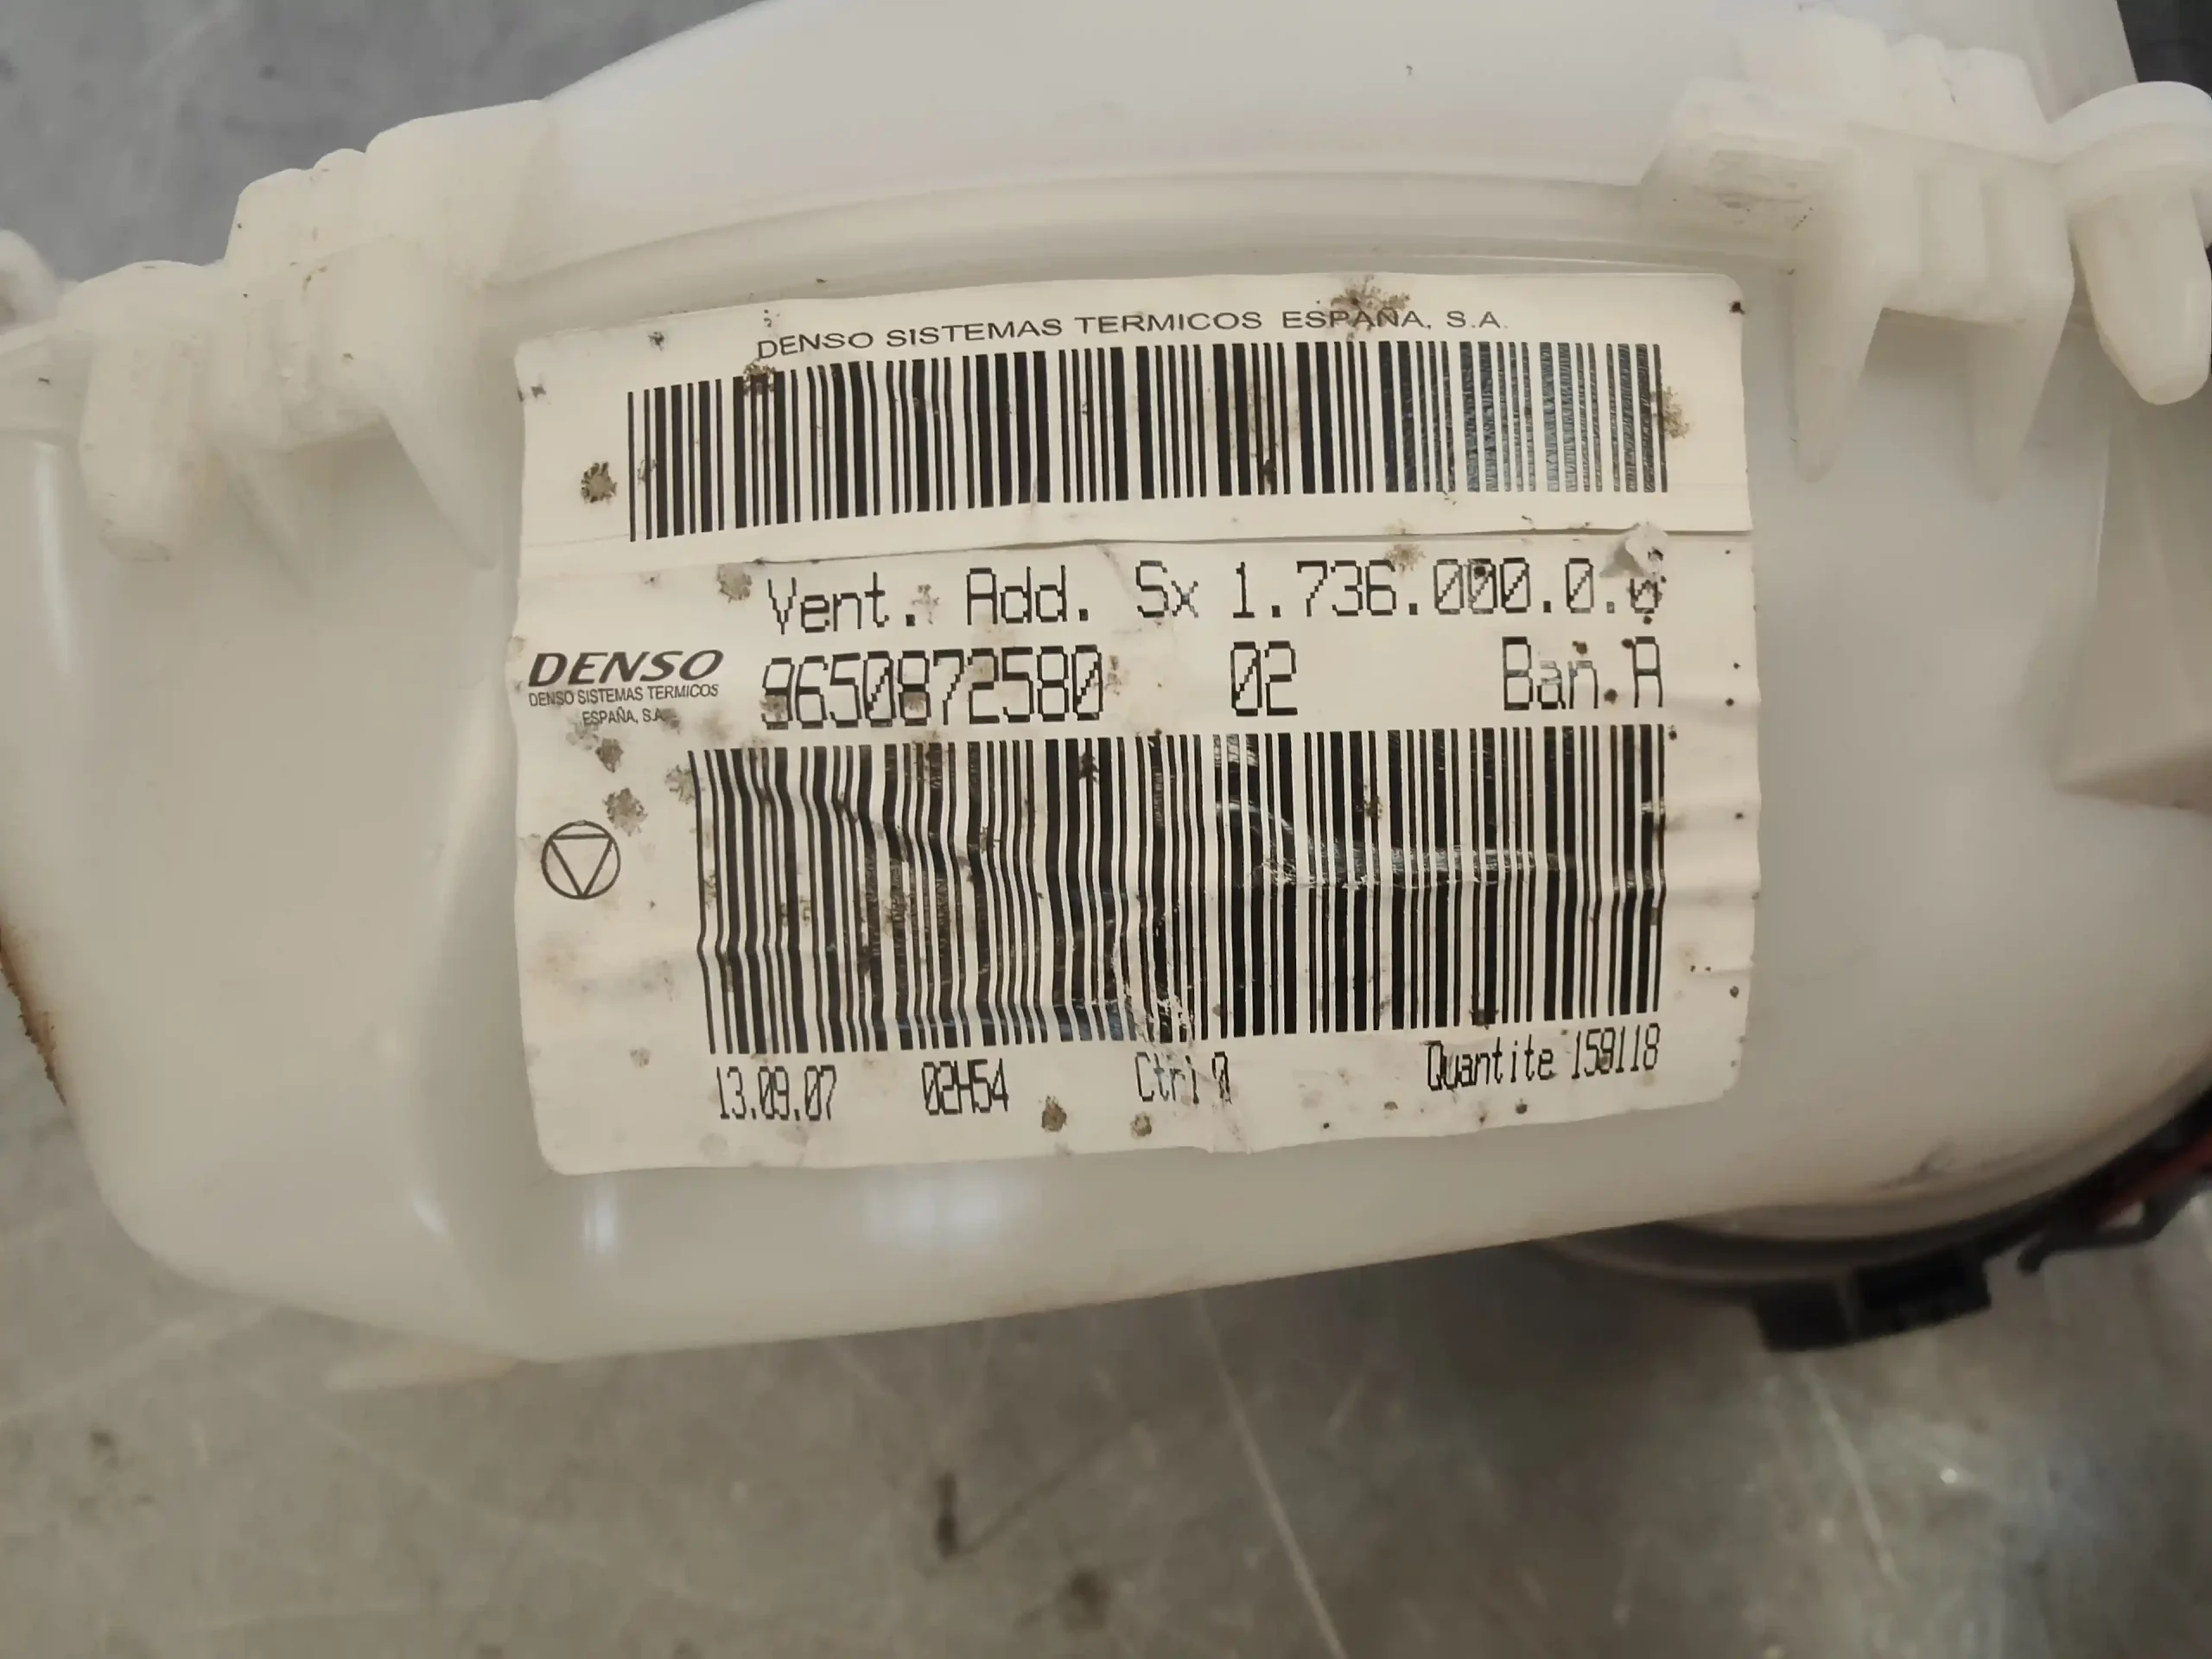 DENSO SISTEMAS TERMICOS ESPAÑA, S.A.
Vent. Add. Sx 1.736.000.0.0
DENSO
DENSO SISTEMAS TERMICOS
ESPAÑA, S.A.
9650872580 02 Ban.A
13.09.07 02H54 Ctrl 0 Quantite 159118